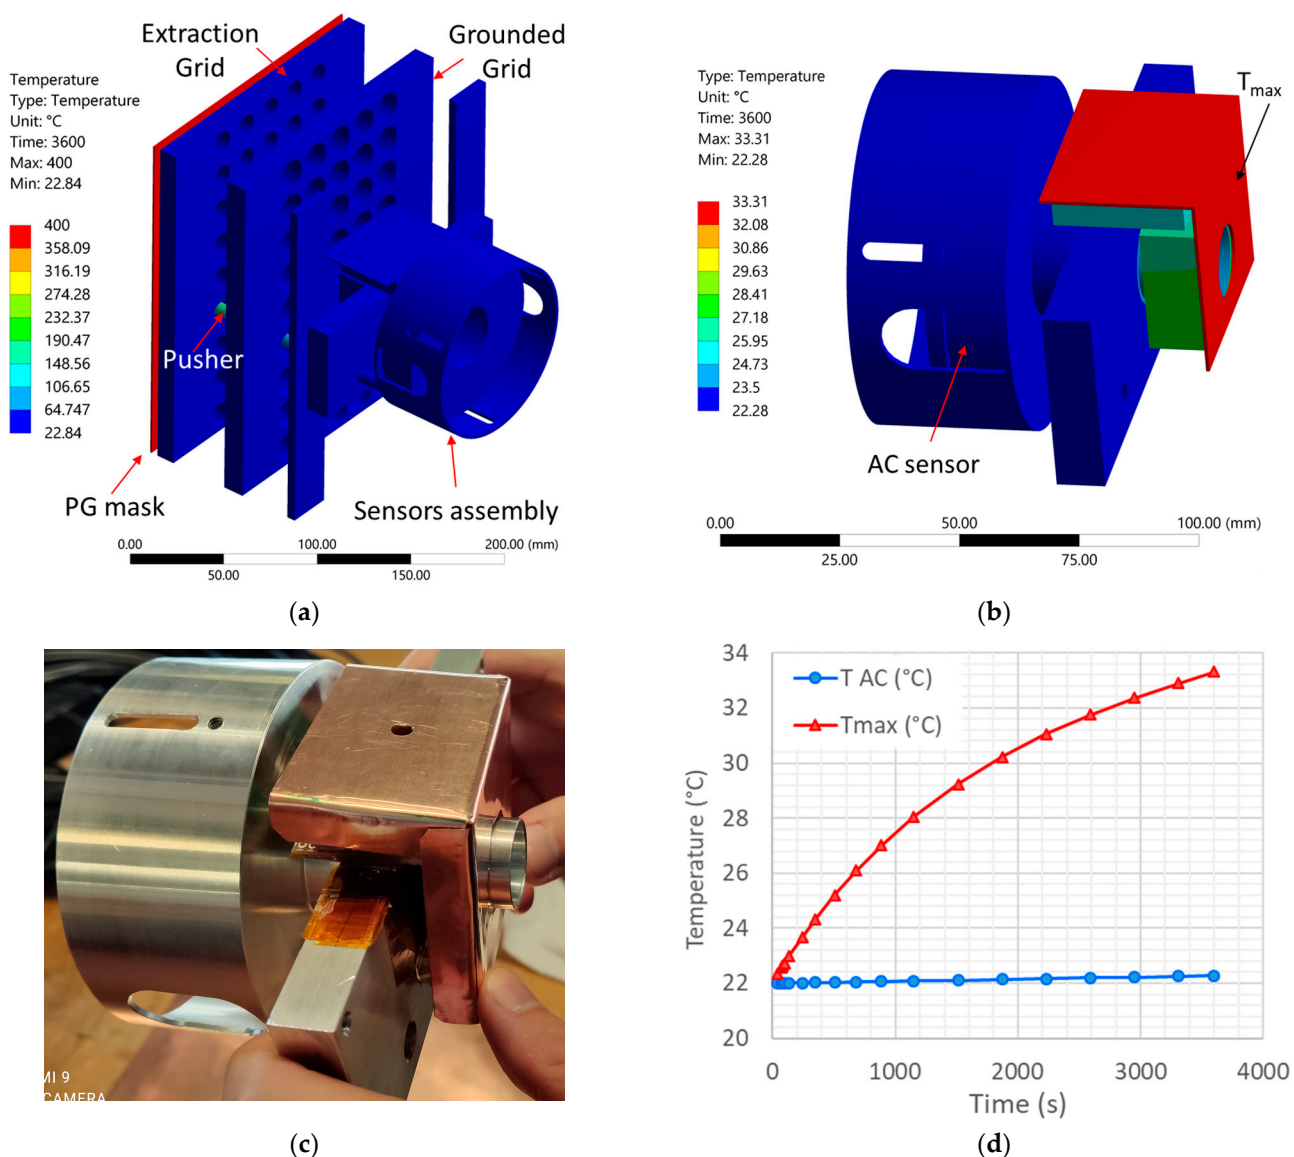 Extraction
Grid
Grounded
Grid
Temperature
Type: Temperature
Unit: °C
Time: 3600
Max: 400
Min: 22.84
400
358.09
316.19
274.28
232.37
190.47
148.56
106.65
64.747
22.84
Pusher
PG mask
Sensors assembly
0.00
100.00
200.00 (mm)
50.00
150.00
(a)
Type: Temperature
Unit: °C
Time: 3600
Max: 33.31
Min: 22.28
33.31
32.08
30.86
29.63
28.41
27.18
25.95
24.73
23.5
22.28
Tmax
AC sensor
0.00
50.00
100.00 (mm)
25.00
75.00
(b)
MI 9
CAMERA
(c)
T AC (°C)
Tmax (°C)
Temperature (°C)
34
32
30
28
26
24
22
20
0
1000
2000
3000
4000
Time (s)
(d)